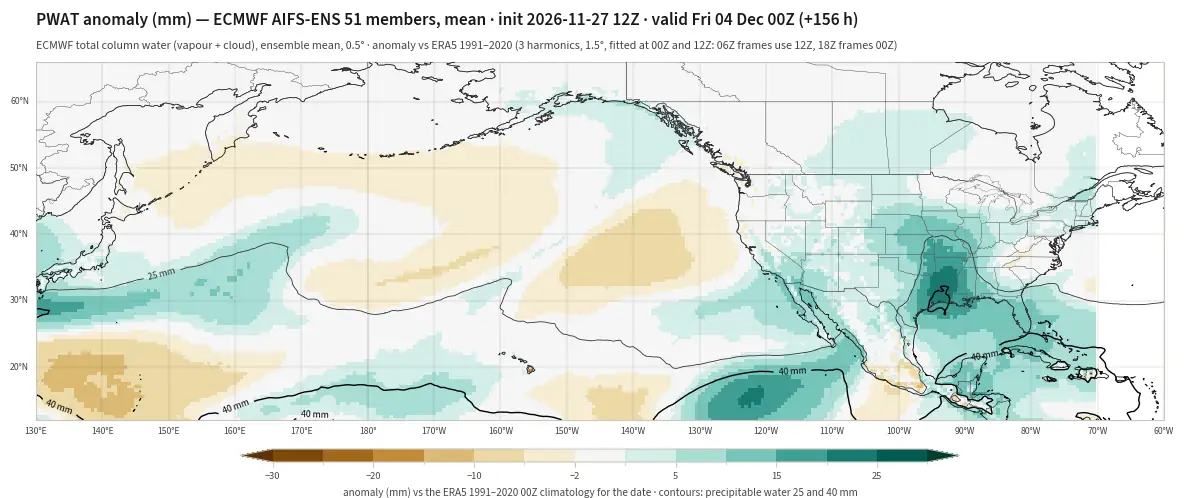 PWAT anomaly (mm) — ECMWF AIFS-ENS 51 members, mean · init 2026-11-27 12Z · valid Fri 04 Dec 00Z (+156 h)
ECMWF total column water (vapour + cloud), ensemble mean, 0.5° · anomaly vs ERA5 1991–2020 (3 harmonics, 1.5°, fitted at 00Z and 12Z: 06Z frames use 12Z, 18Z frames 00Z)
60°N
50°N
40°N
30°N
20°N
25 mm
40 mm
40 mm
40 mm
40 mm
40 mm
130°E 140°E 150°E 160°E 170°E 180° 170°W 160°W 150°W 140°W 130°W 120°W 110°W 100°W 90°W 80°W 70°W 60°W
−30 −20 −10 −2 5 15 25
anomaly (mm) vs the ERA5 1991–2020 00Z climatology for the date · contours: precipitable water 25 and 40 mm